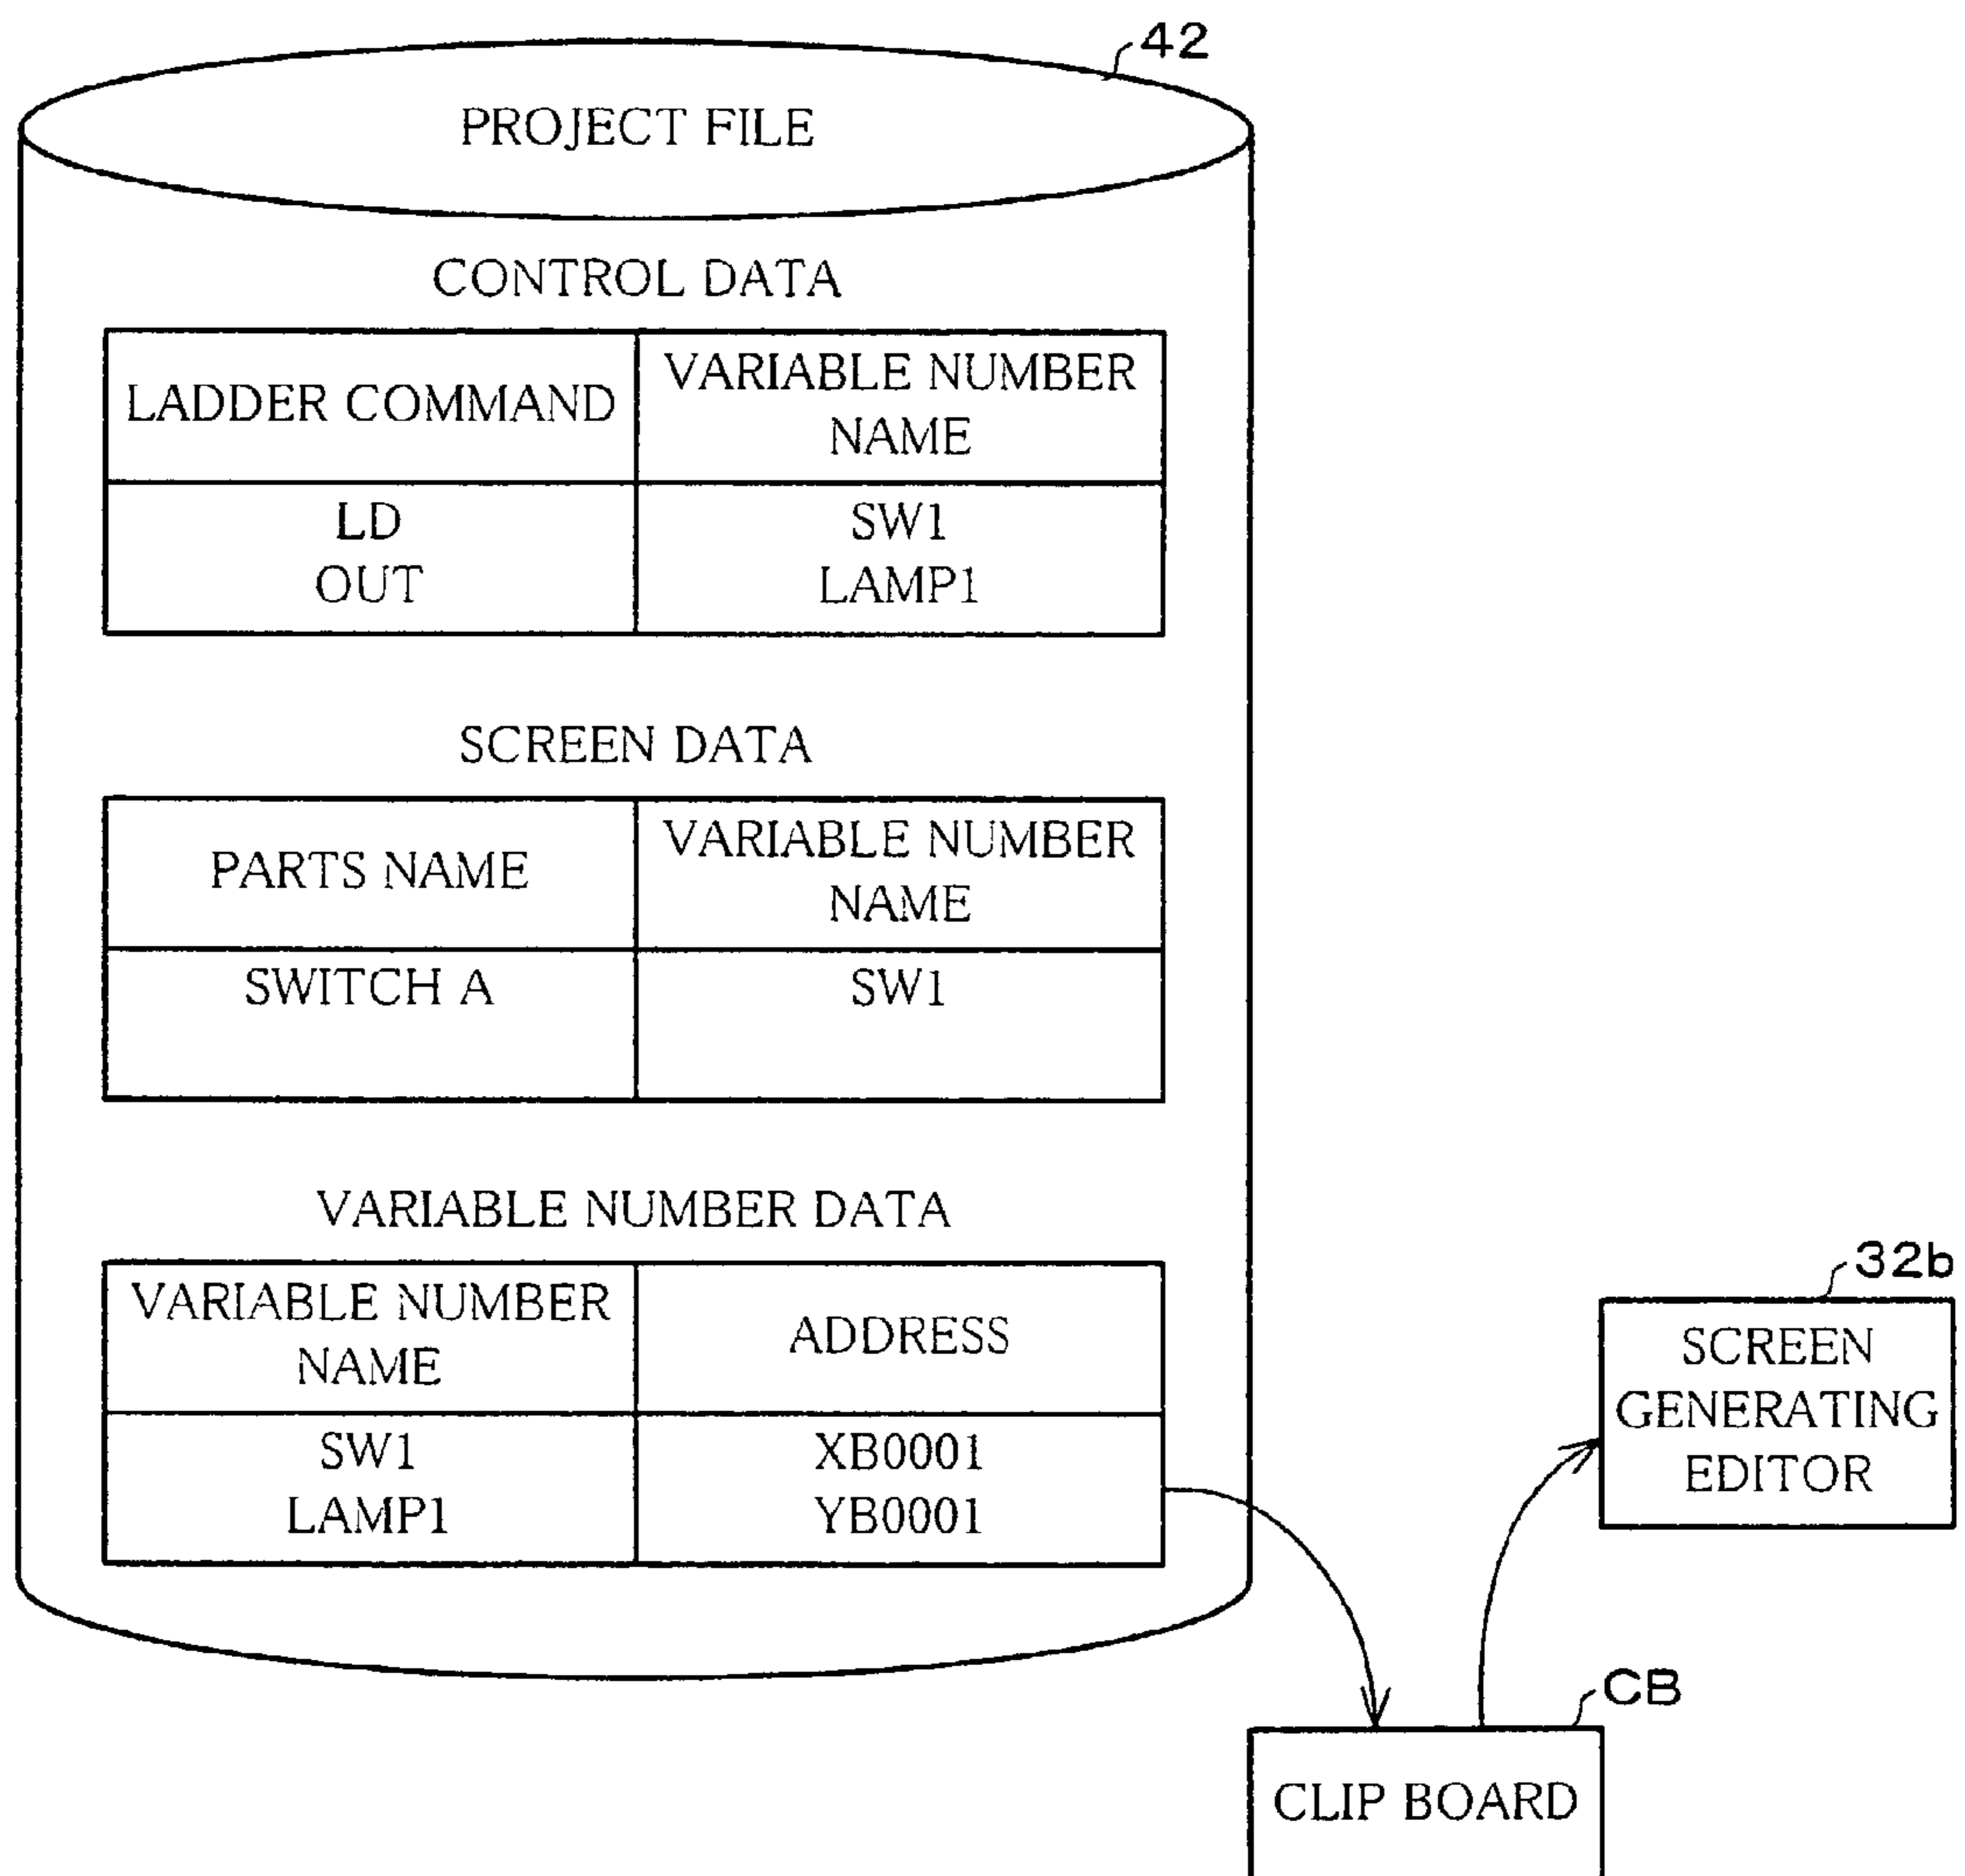 42
PROJECT FILE
CONTROL DATA
LADDER COMMAND
VARIABLE NUMBER
NAME
LD
SW1
OUT
LAMP1
SCREEN DATA
PARTS NAME
VARIABLE NUMBER
NAME
SWITCH A
SW1
VARIABLE NUMBER DATA
VARIABLE NUMBER
NAME
ADDRESS
SW1
XB0001
LAMP1
YB0001
32b
SCREEN
GENERATING
EDITOR
CB
CLIP BOARD